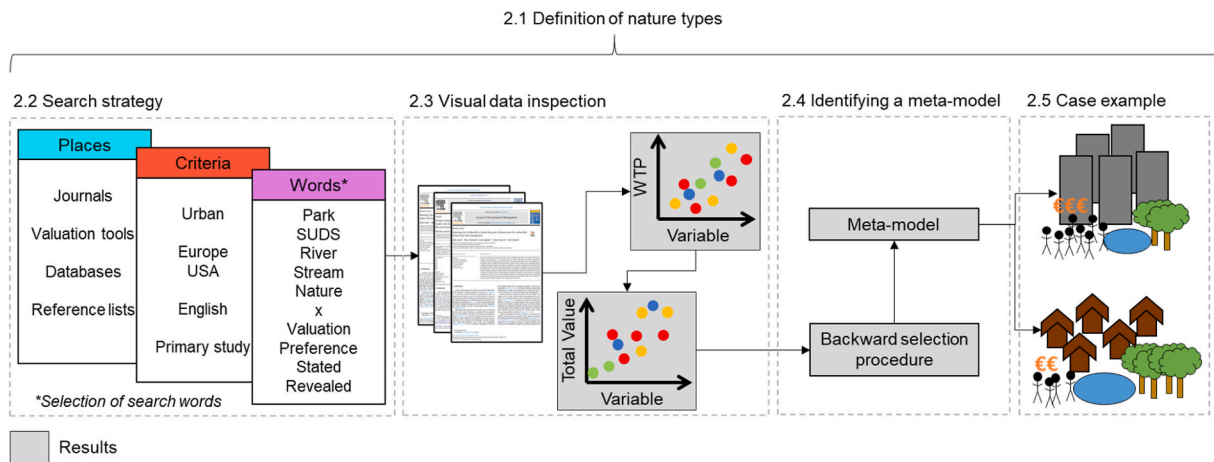 2.1 Definition of nature types
2.2 Search strategy
Places
Journals
Valuation tools
Databases
Reference lists
Criteria
Urban
Europe
USA
English
Primary study
Words*
Park
SUDS
River
Stream
Nature
x
Valuation
Preference
Stated
Revealed
*Selection of search words
2.3 Visual data inspection
WTP
Variable
Total Value
Variable
2.4 Identifying a meta-model
Meta-model
Backward selection
procedure
2.5 Case example
€€€
€€
Results